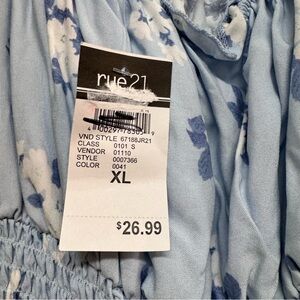 rue21
VND STYLE 67188JR21
CLASS 0101 S
VENDOR 01110
STYLE 0007366
COLOR 0041
XL
$26.99